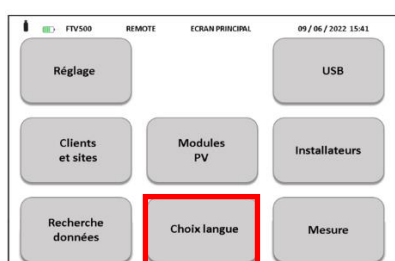 FTV500 REMOTE ECRAN PRINCIPAL 09/06/2022 15:41
Réglage
USB
Clients
et sites
Modules
PV
Installateurs
Recherche
données
Choix langue
Mesure